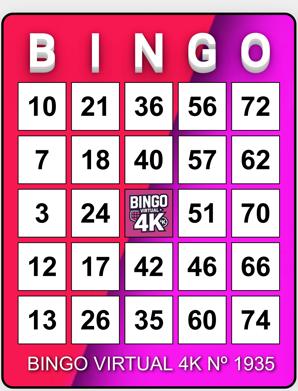 B I N G O
10 21 36 56 72
7 18 40 57 62
3 24 BINGO VIRTUAL 4K 51 70
12 17 42 46 66
13 26 35 60 74
BINGO VIRTUAL 4K Nº 1935